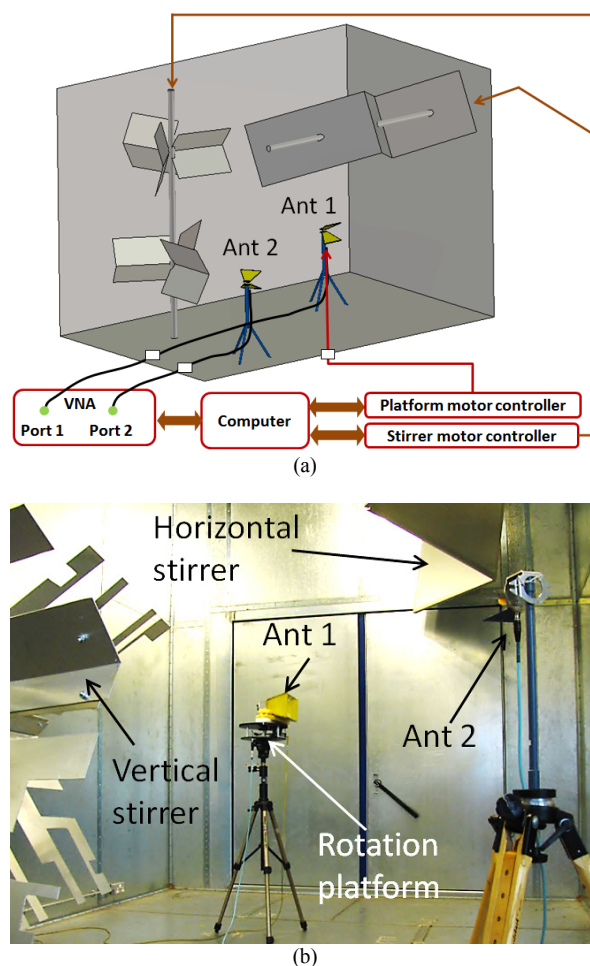 Ant 1
Ant 2
VNA
Port 1 Port 2
Computer
Platform motor controller
Stirrer motor controller
(a)
Horizontal
stirrer
Ant 1
Ant 2
Vertical
stirrer
Rotation
platform
(b)